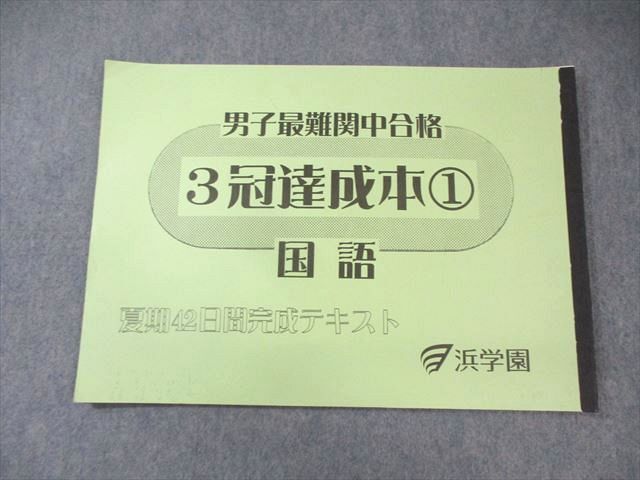 男子最難関中合格
3冠達成本①
国語
夏期42日間完成テキスト
浜学園